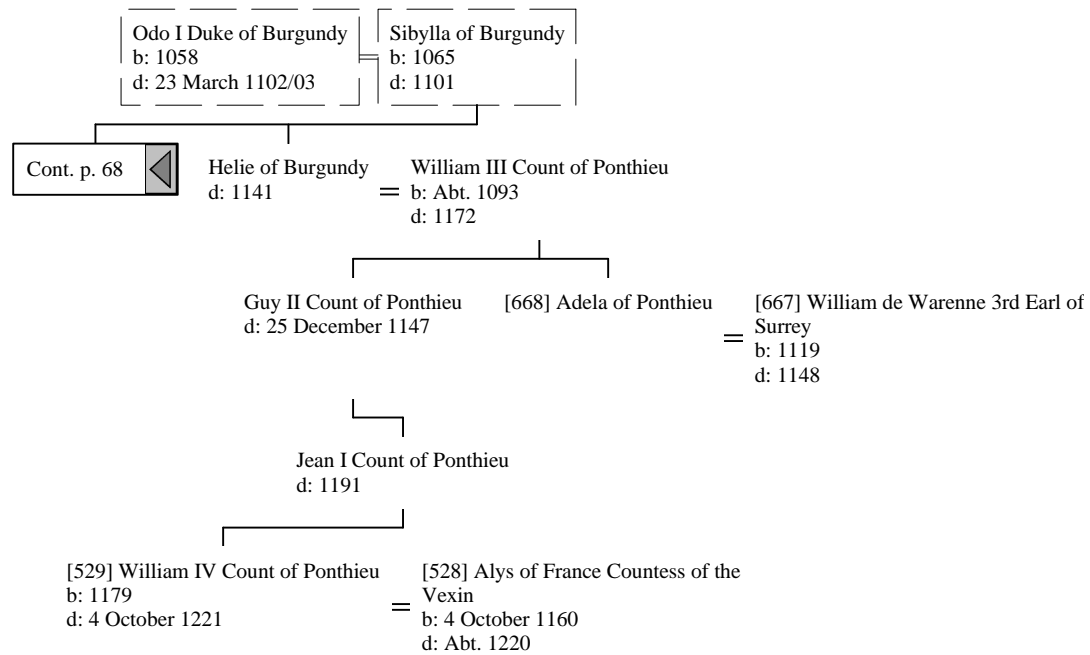 Odo I Duke of Burgundy
b: 1058
d: 23 March 1102/03
Sibylla of Burgundy
b: 1065
d: 1101
Cont. p. 68
Helie of Burgundy
d: 1141
=
William III Count of Ponthieu
b: Abt. 1093
d: 1172
Guy II Count of Ponthieu
d: 25 December 1147
[668] Adela of Ponthieu
=
[667] William de Warenne 3rd Earl of
Surrey
b: 1119
d: 1148
Jean I Count of Ponthieu
d: 1191
[529] William IV Count of Ponthieu
b: 1179
d: 4 October 1221
=
[528] Alys of France Countess of the
Vexin
b: 4 October 1160
d: Abt. 1220